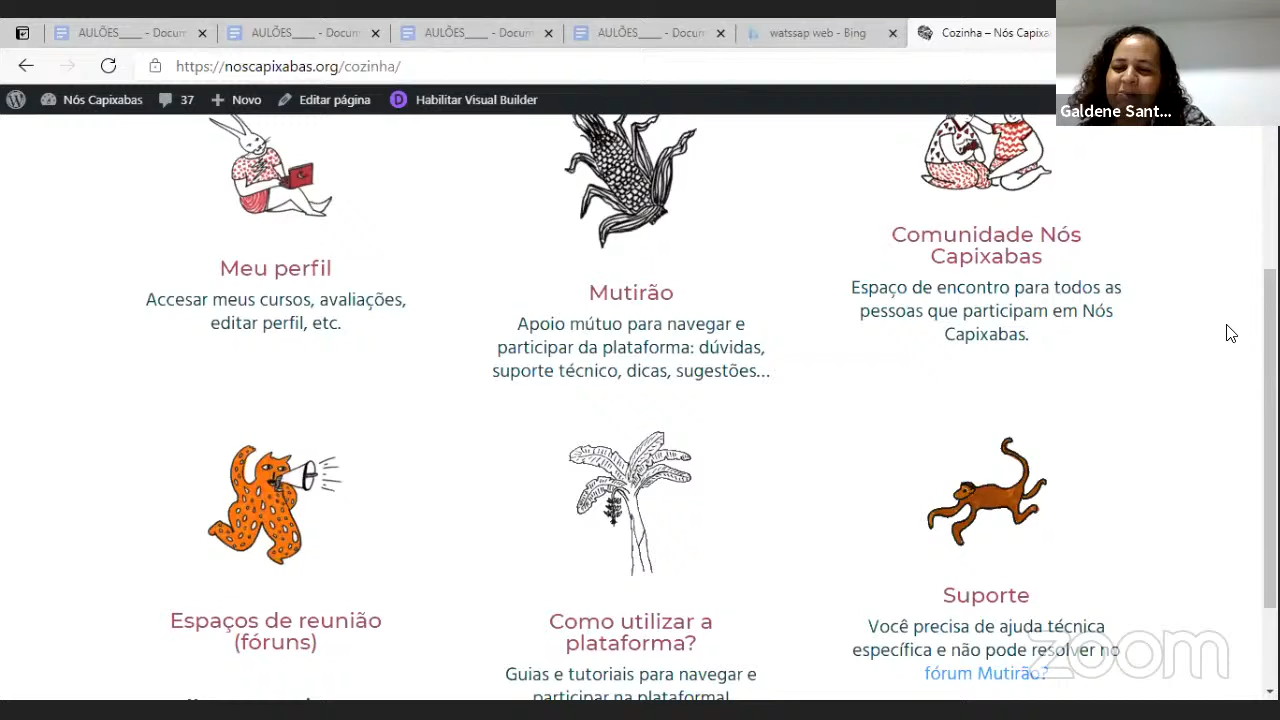 AULÕES____ - Docum
AULÕES____ - Docum
AULÕES____ - Docum
AULÕES____ - Docum
watssap web - Bing
Cozinha – Nós Capixa
https://noscapixabas.org/cozinha/
Nós Capixabas
37
Novo
Editar página
D
Habilitar Visual Builder
Galdene Sant...
Meu perfil
Accesar meus cursos, avaliações,
editar perfil, etc.
Mutirão
Apoio mútuo para navegar e
participar da plataforma: dúvidas,
suporte técnico, dicas, sugestões...
Comunidade Nós
Capixabas
Espaço de encontro para todos as
pessoas que participam em Nós
Capixabas.
Espaços de reunião
(fóruns)
Como utilizar a
plataforma?
Guias e tutoriais para navegar e
participar na plataforma!
Suporte
Você precisa de ajuda técnica
específica e não pode resolver no
fórum Mutirão?
zoom